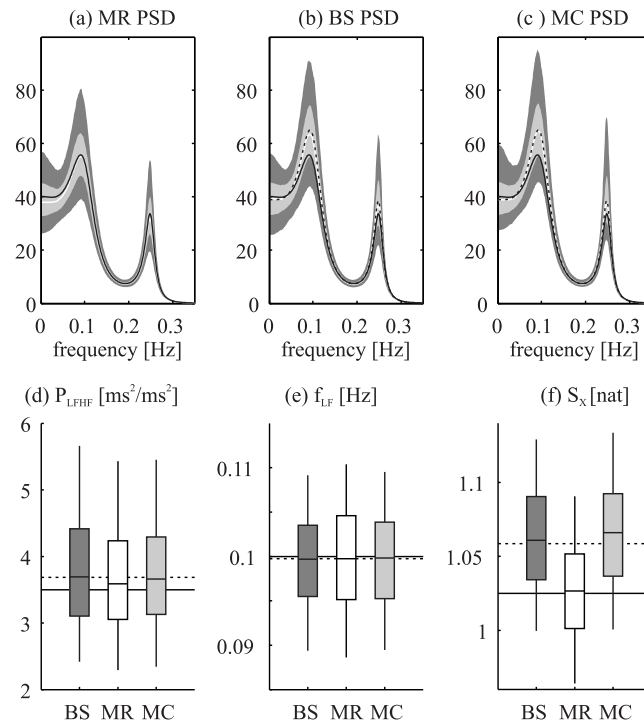 (a) MR PSD
(b) BS PSD
(c) MC PSD
80
60
40
20
0
0 0.1 0.2 0.3
frequency [Hz]
80
60
40
20
0
0 0.1 0.2 0.3
frequency [Hz]
80
60
40
20
0
0 0.1 0.2 0.3
frequency [Hz]
(d) P_LFHF [ms²/ms²]
(e) f_LF [Hz]
(f) S_X [nat]
6
5
4
3
2
BS MR MC
0.11
0.1
0.09
BS MR MC
1.1
1.05
1
BS MR MC